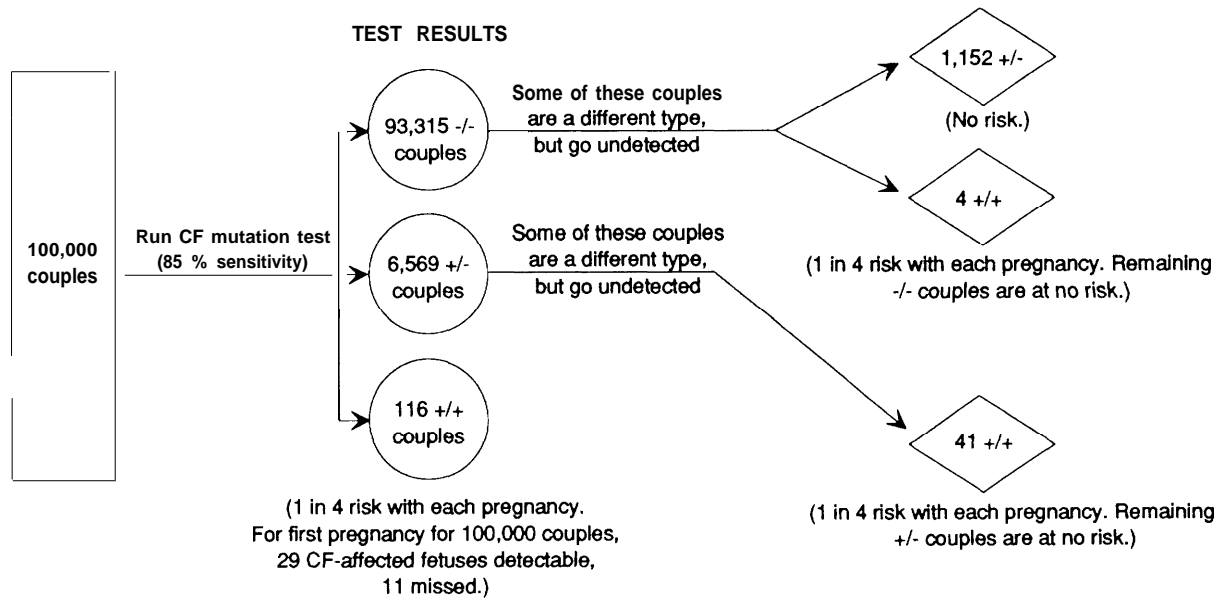 TEST RESULTS
100,000
couples
Run CF mutation test
(85 % sensitivity)
93,315 -/-
couples
Some of these couples
are a different type,
but go undetected
1,152 +/-
(No risk.)
4 +/+
(1 in 4 risk with each pregnancy. Remaining
-/- couples are at no risk.)
6,569 +/-
couples
Some of these couples
are a different type,
but go undetected
41 +/+
(1 in 4 risk with each pregnancy. Remaining
+/- couples are at no risk.)
116 +/+
couples
(1 in 4 risk with each pregnancy.
For first pregnancy for 100,000 couples,
29 CF-affected fetuses detectable,
11 missed.)